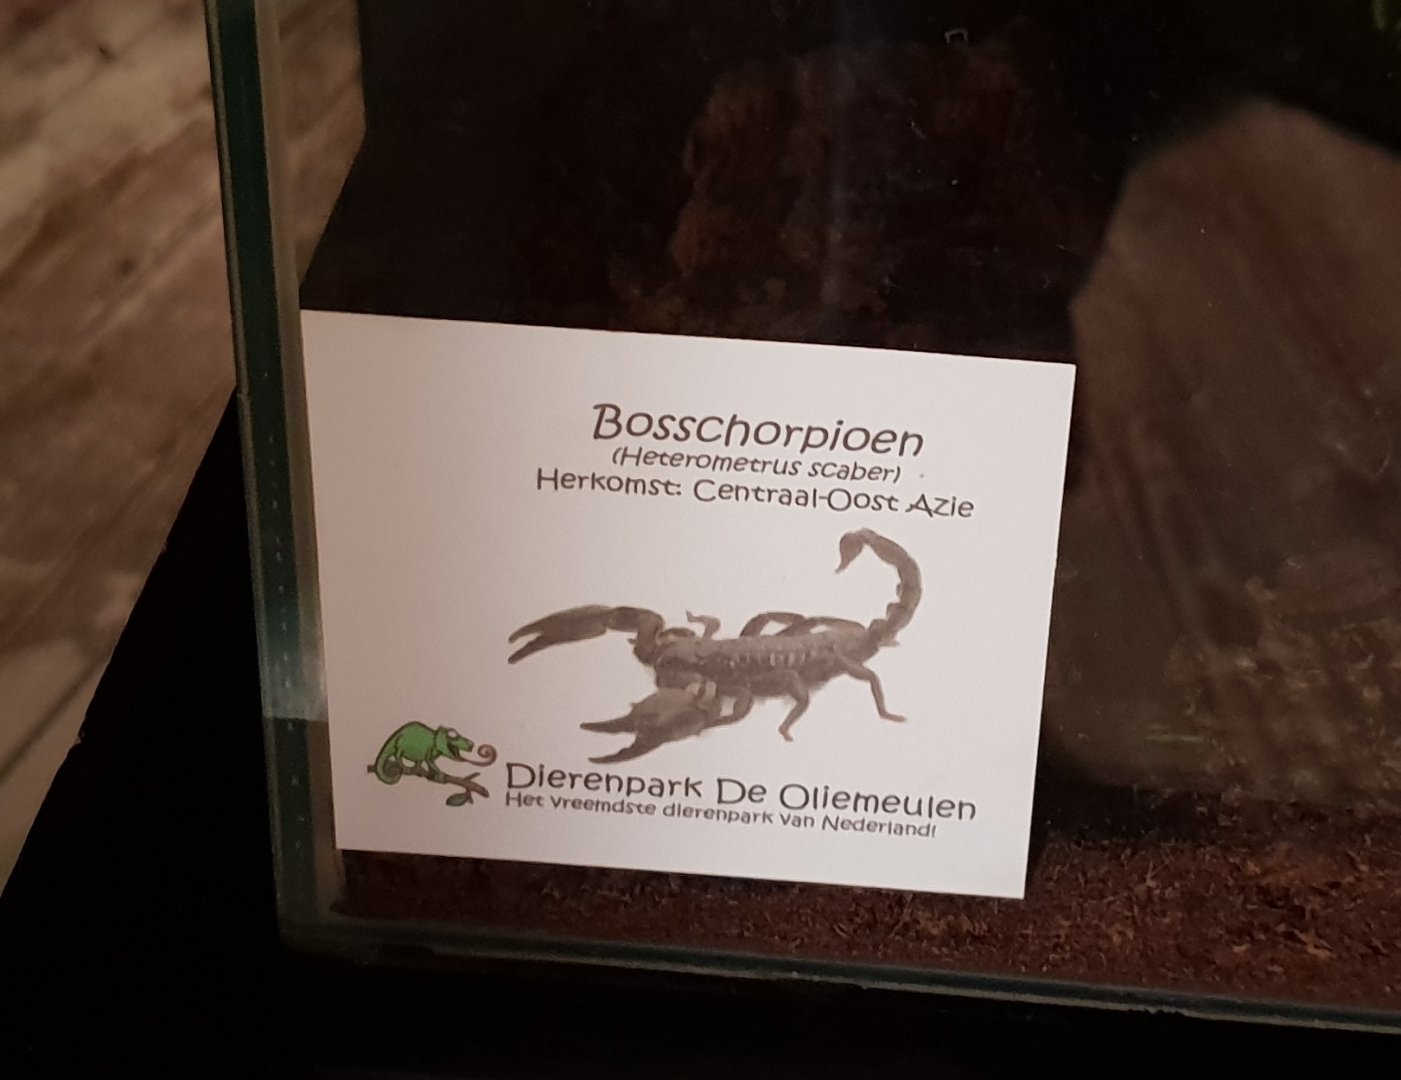 Bosschorpioen
(Heterometrus scaber)
Herkomst: Centraal-Oost Azie
Dierenpark De Oliemeulen
Het vreemdste dierenpark van Nederland!